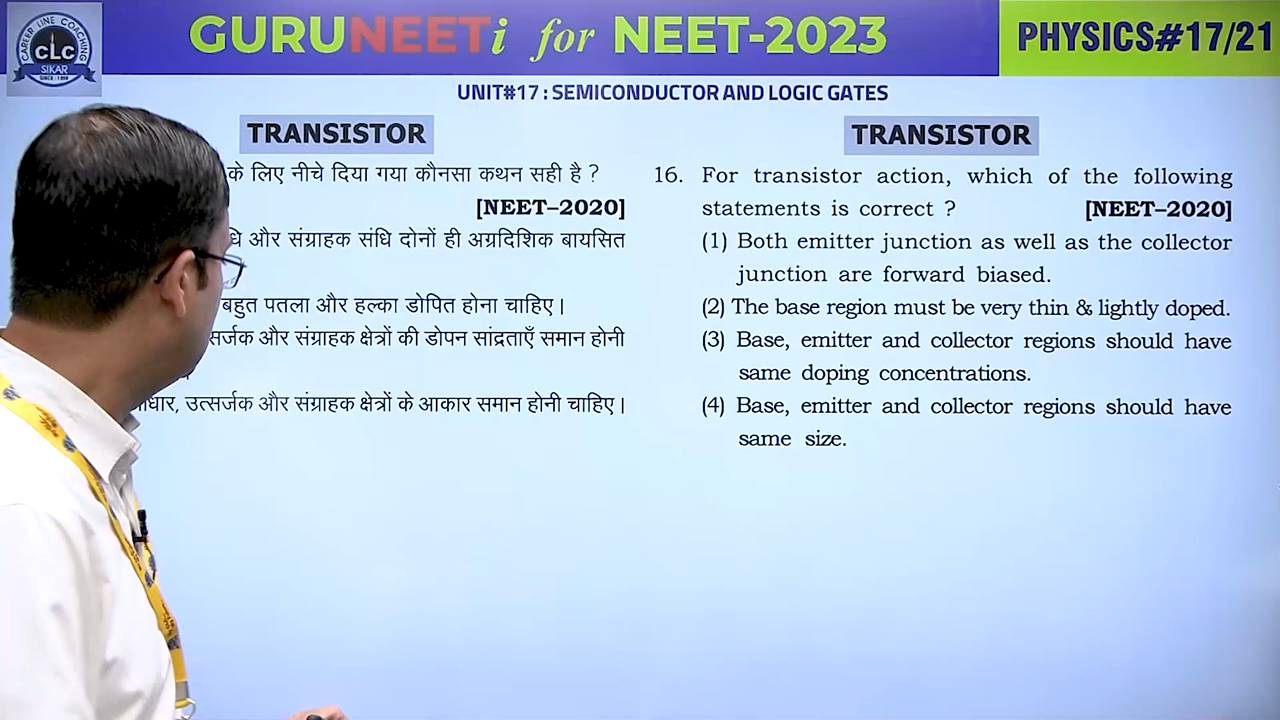 CAREER LINE COACHING
CLC
SIKAR
SINCE : 1996
GURUNEETi for NEET-2023
PHYSICS#17/21
UNIT#17 : SEMICONDUCTOR AND LOGIC GATES
TRANSISTOR
के लिए नीचे दिया गया कौनसा कथन सही है ?
[NEET–2020]
और संग्राहक संधि दोनों ही अग्रदिशिक बायसित
बहुत पतला और हल्का डोपित होना चाहिए।
और संग्राहक क्षेत्रों की डोपन सांद्रताएँ समान होनी
उत्सर्जक और संग्राहक क्षेत्रों के आकार समान होनी चाहिए।
TRANSISTOR
16. For transistor action, which of the following
statements is correct ? [NEET–2020]
(1) Both emitter junction as well as the collector
junction are forward biased.
(2) The base region must be very thin & lightly doped.
(3) Base, emitter and collector regions should have
same doping concentrations.
(4) Base, emitter and collector regions should have
same size.